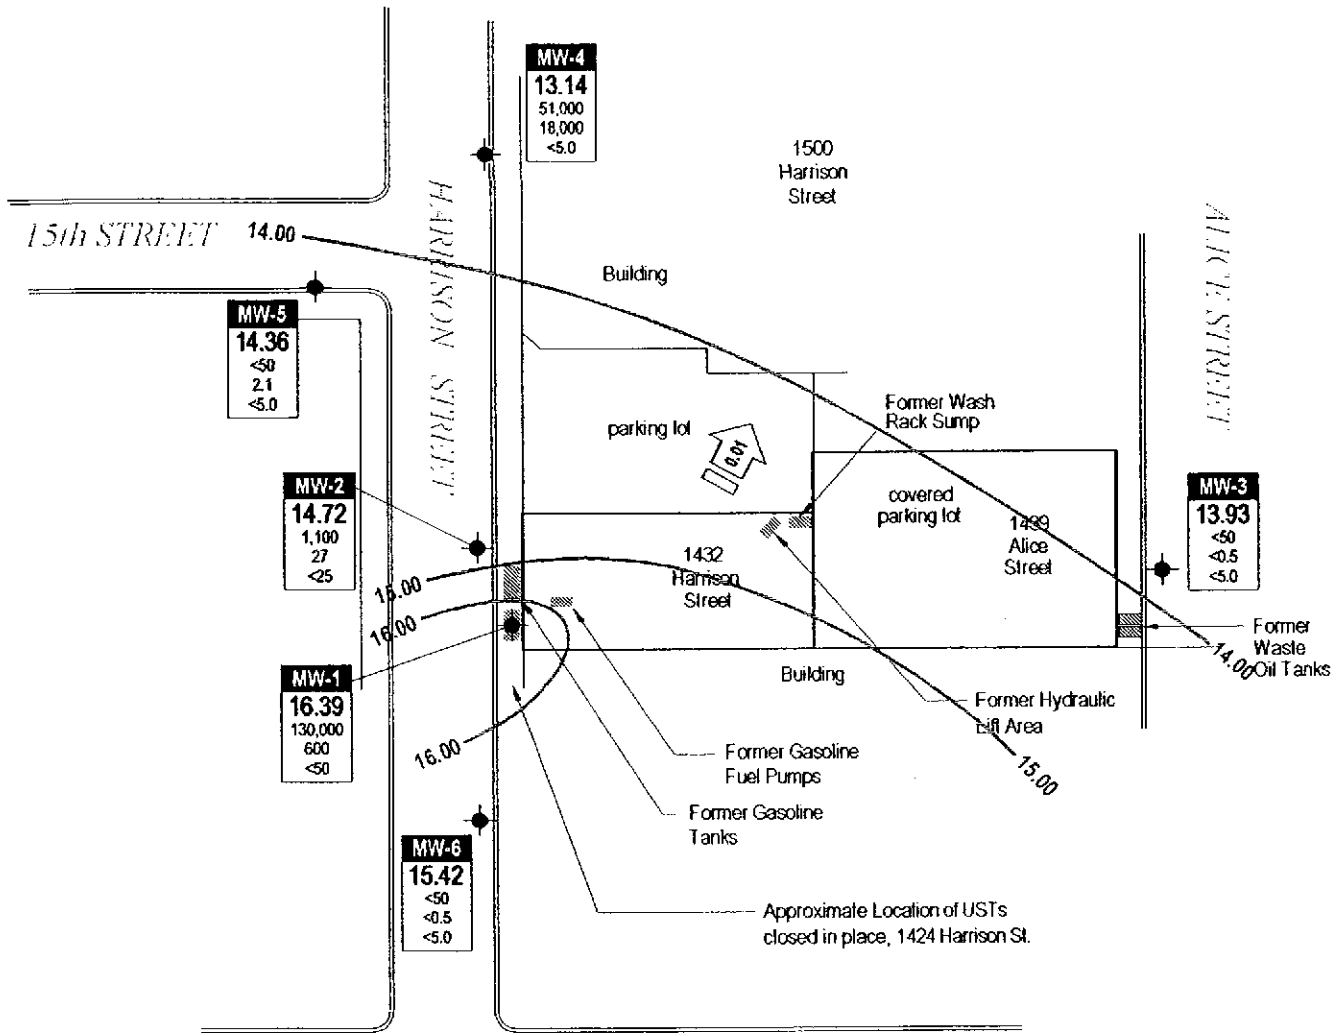 MW-4
13.14
51,000
18,000
<5.0
1500
Harrison
Street
15th STREET
14.00
HARRISON STREET
ALICE STREET
Building
MW-5
14.36
<50
2.1
<5.0
parking lot
0.01
Former Wash
Rack Sump
MW-2
14.72
1,100
27
<25
covered
parking lot
1439
Alice
Street
MW-3
13.93
<50
<0.5
<5.0
1432
Harrison
Street
15.00
16.00
Former
Waste
Oil Tanks
14.00
MW-1
16.39
130,000
600
<50
Building
Former Hydraulic
Lift Area
16.00
Former Gasoline
Fuel Pumps
15.00
Former Gasoline
Tanks
MW-6
15.42
<50
<0.5
<5.0
Approximate Location of USTs
closed in place, 1424 Harrison St.